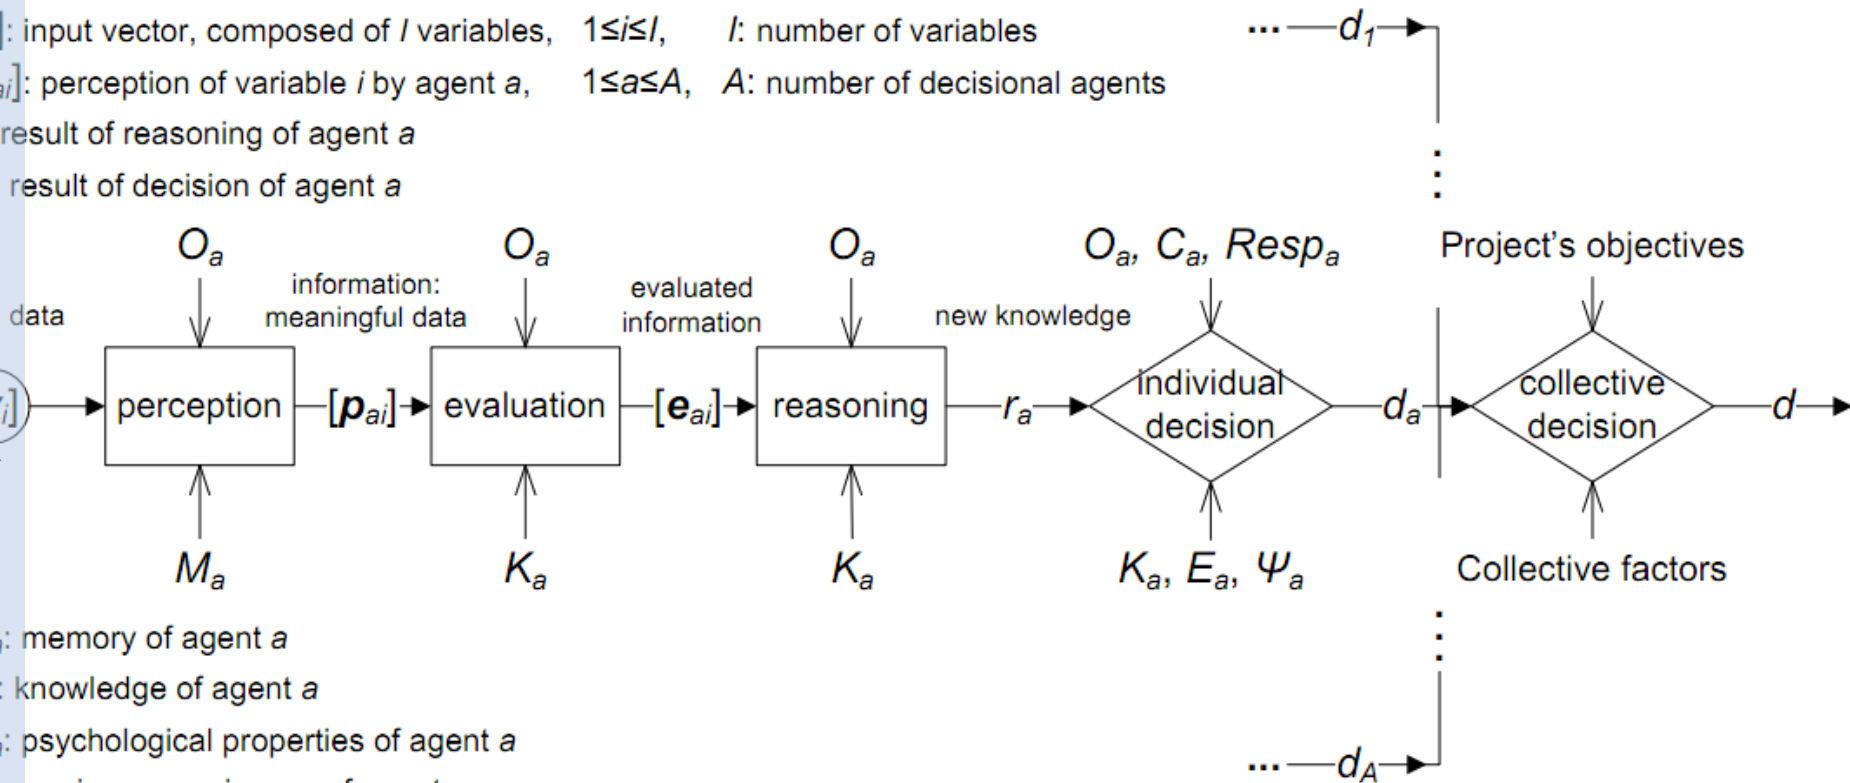 ]: input vector, composed of I variables, 1≤i≤I, I: number of variables
ai]: perception of variable i by agent a, 1≤a≤A, A: number of decisional agents
result of reasoning of agent a
result of decision of agent a
... d1
Oa Oa Oa Oa, Ca, Respa Project's objectives
data
information:
meaningful data
evaluated
information
new knowledge
i] perception [pai] evaluation [eai] reasoning ra
individual
decision
da
collective
decision
d
Ma Ka Ka Ka, Ea, Ψa Collective factors
: memory of agent a
: knowledge of agent a
: psychological properties of agent a
... dA